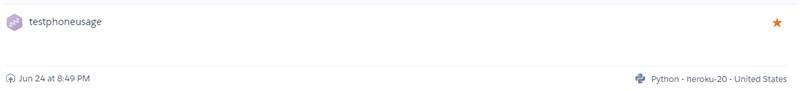 testphoneusage
Jun 24 at 8:49 PM Python · heroku-20 · United States